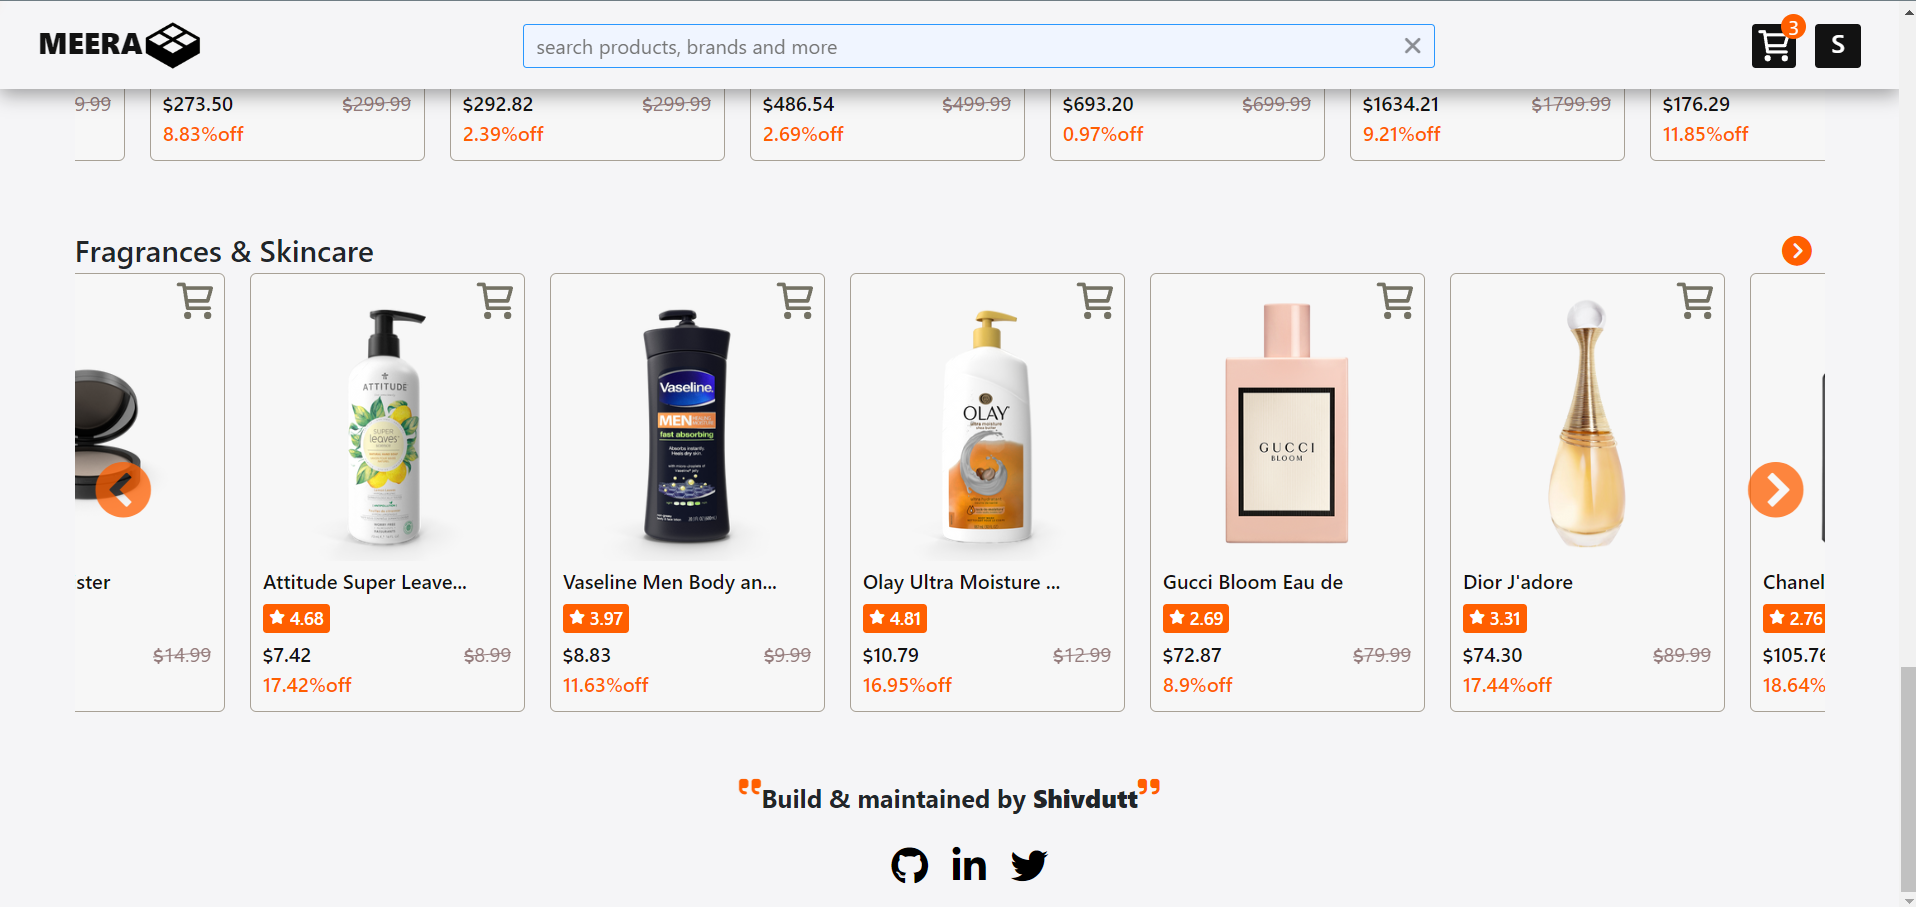 MEERA
search products, brands and more
3
S
9.99
$273.50 $299.99
8.83%off
$292.82 $299.99
2.39%off
$486.54 $499.99
2.69%off
$693.20 $699.99
0.97%off
$1634.21 $1799.99
9.21%off
$176.29
11.85%off
Fragrances & Skincare
ster
$14.99
ATTITUDE
SUPER
leaves
Attitude Super Leave...
4.68
$7.42 $8.99
17.42%off
Vaseline
MEN
fast absorbing
Absorbs instantly.
Heals dry skin.
Vaseline Men Body an...
3.97
$8.83 $9.99
11.63%off
OLAY
ultra moisture
Olay Ultra Moisture ...
4.81
$10.79 $12.99
16.95%off
GUCCI
BLOOM
Gucci Bloom Eau de
2.69
$72.87 $79.99
8.9%off
Dior J'adore
3.31
$74.30 $89.99
17.44%off
Chanel
2.76
$105.76
18.64%
"Build & maintained by Shivdutt"
in